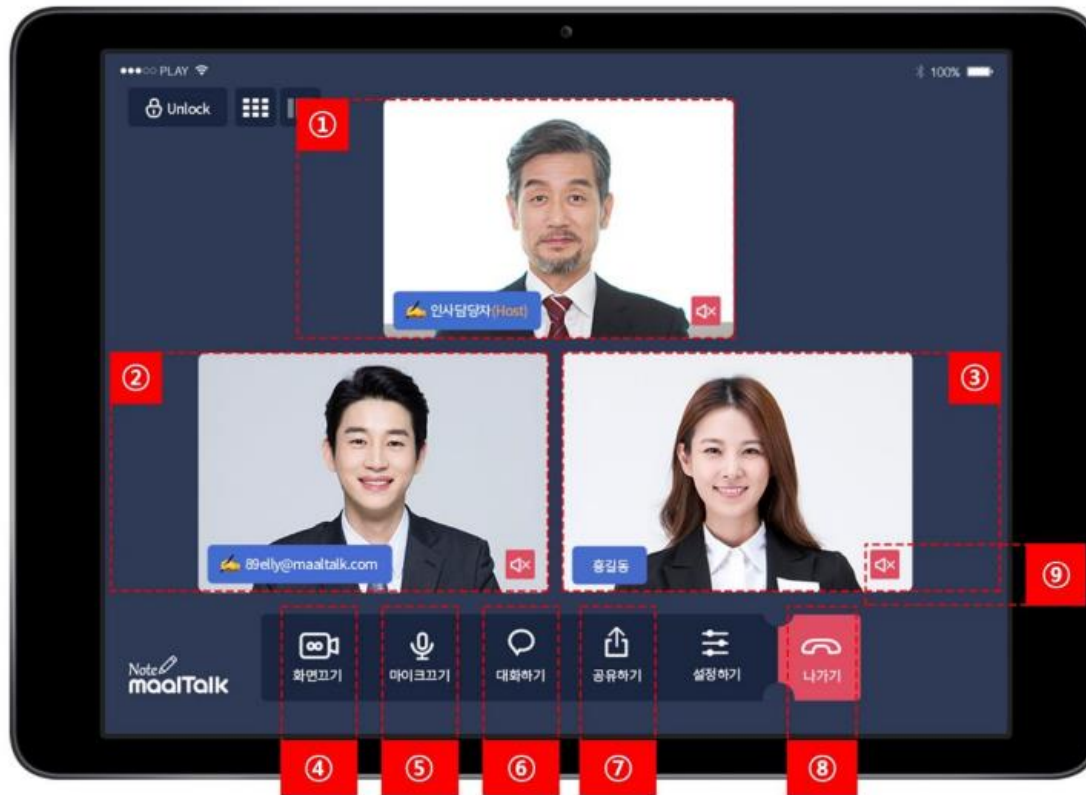 PLAY
100%
Unlock
①
인사담당자(Host)
②
③
89elly@maaltalk.com
홍길동
⑨
화면끄기
마이크끄기
대화하기
공유하기
설정하기
나가기
Note
maalTalk
④
⑤
⑥
⑦
⑧